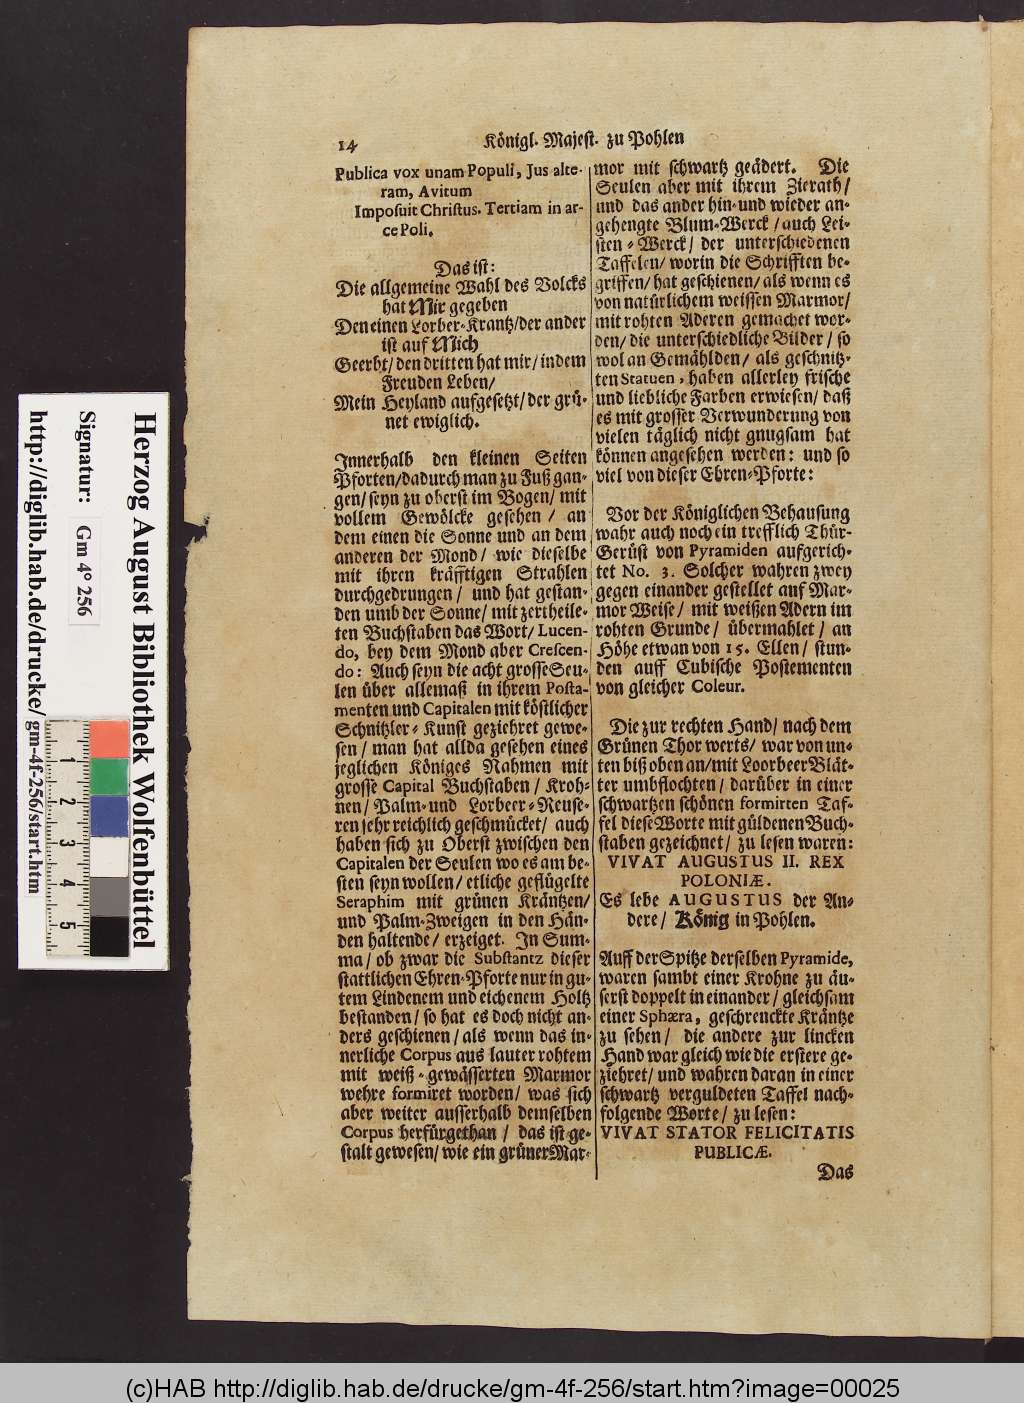 14
Königl. Majest. zu Pohlen
Publica vox unam Populi, Jus alte-
ram, Avitum
Imposuit Christus. Tertiam in ar-
ce Poli.
Das ist:
Die allgemeine Wahl des Volcks
hat Mir gegeben
Den einen Lorber-Krantz/der ander
ist auf Mich
Geerbt/den dritten hat mir/in dem
Freuden Leben/
Mein Heyland aufgesetzt/der grü-
net ewiglich.
Innerhalb den kleinen Seiten
Pforten/dadurch man zu Fuß gan-
gen/seyn zu oberst im Bogen/ mit
vollem Gewölcke gesehen / an
dem einen die Sonne und an dem
anderen der Mond/ wie dieselbe
mit ihren kräfftigen Strahlen
durchgedrungen/ und hat gestan-
den umb der Sonne/ mit zertheile-
ten Buchstaben das Wort/ Lucen-
do, bey dem Mond aber Crescen-
do: Auch seyn die acht grosse Seu-
len über allemaß in ihrem Posta-
menten und Capitalen mit köstlicher
Schnitzler-Kunst geziehret gewe-
sen/ man hat allda gesehen eines
jeglichen Königes Nahmen mit
grosse Capital Buchstaben/ Kroh-
nen/ Palm-und Lorbeer-Reuse-
ren sehr reichlich geschmücket/ auch
haben sich zu Oberst zwischen den
Capitalen der Seulen wo es am be-
sten seyn wollen/ etliche geflügelte
Seraphim mit grünen Kräntzen/
und Palm-Zweigen in den Hän-
den haltende/ erzeiget. In Sum-
ma/ ob zwar die Substantz dieser
stattlichen Ehren-Pforte nur in gu-
tem Lindenem und eichenem Holtz
bestanden/ so hat es doch nicht an-
ders geschienen/ als wenn das in-
nerliche Corpus aus lauter rohtem
mit weiß-gewässerten Marmor
wehre formiret worden/ was sich
aber weiter ausserhalb demselben
Corpus herfürgethan / das ist ge-
stalt gewesen/ wie ein grüner Mar-
mor mit schwartz geädert. Die
Seulen aber mit ihrem Zierath/
und das ander hin-und wieder an-
gehengte Blum-Werck/auch Lei-
sten-Werck/ der unterschiedenen
Taffelen/ worin die Schrifften be-
griffen/ hat geschienen/ als wenn es
von natürlichem weissen Marmor/
mit rohten Aderen gemachet wor-
den/ die unterschiedliche Bilder/ so
wol an Gemählden/ als geschnitz-
ten Statuen, haben allerley frische
und liebliche Farben erwiesen/ daß
es mit grosser Verwunderung von
vielen täglich nicht gnugsam hat
können angesehen werden: und so
viel von dieser Ehren-Pforte:
Vor der Königlichen Behausung
wahr auch noch ein trefflich Thür-
Gerüst von Pyramiden aufgerich-
tet No. 3. Solcher wahren zwey
gegen einander gestellet auf Mar-
mor Weise/ mit weißen Adern im
rohten Grunde/ übermahlet/ an
Höhe etwan von 15. Ellen/ stun-
den auff Cubische Postementen
von gleicher Coleur.
Die zur rechten Hand/ nach dem
Grünen Thor werts/ war von un-
ten biß oben an/mit Loorbeer Blät-
ter umbflochten/ darüber in einer
schwartzen schönen formirten Taf-
fel diese Worte mit güldenen Buch-
staben gezeichnet/ zu lesen waren:
VIVAT AUGUSTUS II. REX
POLONIÆ.
Es lebe AUGUSTUS der An-
dere/ König in Pohlen.
Auff der Spitze derselben Pyramide,
waren sambt einer Krohne zu äu-
serst doppelt in einander/ gleichsam
einer Sphæra, geschrenckte Kräntze
zu sehen/ die andere zur lincken
Hand war gleich wie die erstere ge-
ziehret/ und wahren daran in einer
schwartz verguldeten Taffel nach-
folgende Worte/ zu lesen:
VIVAT STATOR FELICITATIS
PUBLICÆ.
Das
Herzog August Bibliothek Wolfenbüttel
Signatur: Gm 4° 256
http://diglib.hab.de/drucke/gm-4f-256/start.htm
1
2
3
4
5
(c)HAB http://diglib.hab.de/drucke/gm-4f-256/start.htm?image=00025